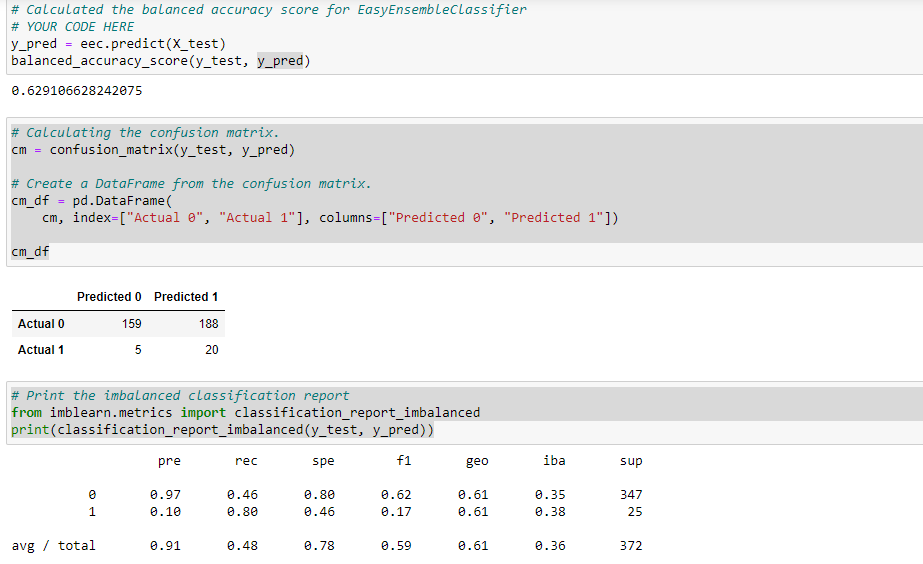 # Calculated the balanced accuracy score for EasyEnsembleClassifier
# YOUR CODE HERE
y_pred = eec.predict(X_test)
balanced_accuracy_score(y_test, y_pred)
0.629106628242075
# Calculating the confusion matrix.
cm = confusion_matrix(y_test, y_pred)
# Create a DataFrame from the confusion matrix.
cm_df = pd.DataFrame(
cm, index=["Actual 0", "Actual 1"], columns=["Predicted 0", "Predicted 1"])
cm_df
Predicted 0 Predicted 1
Actual 0 159 188
Actual 1 5 20
# Print the imbalanced classification report
from imblearn.metrics import classification_report_imbalanced
print(classification_report_imbalanced(y_test, y_pred))
pre rec spe f1 geo iba sup
0 0.97 0.46 0.80 0.62 0.61 0.35 347
1 0.10 0.80 0.46 0.17 0.61 0.38 25
avg / total 0.91 0.48 0.78 0.59 0.61 0.36 372